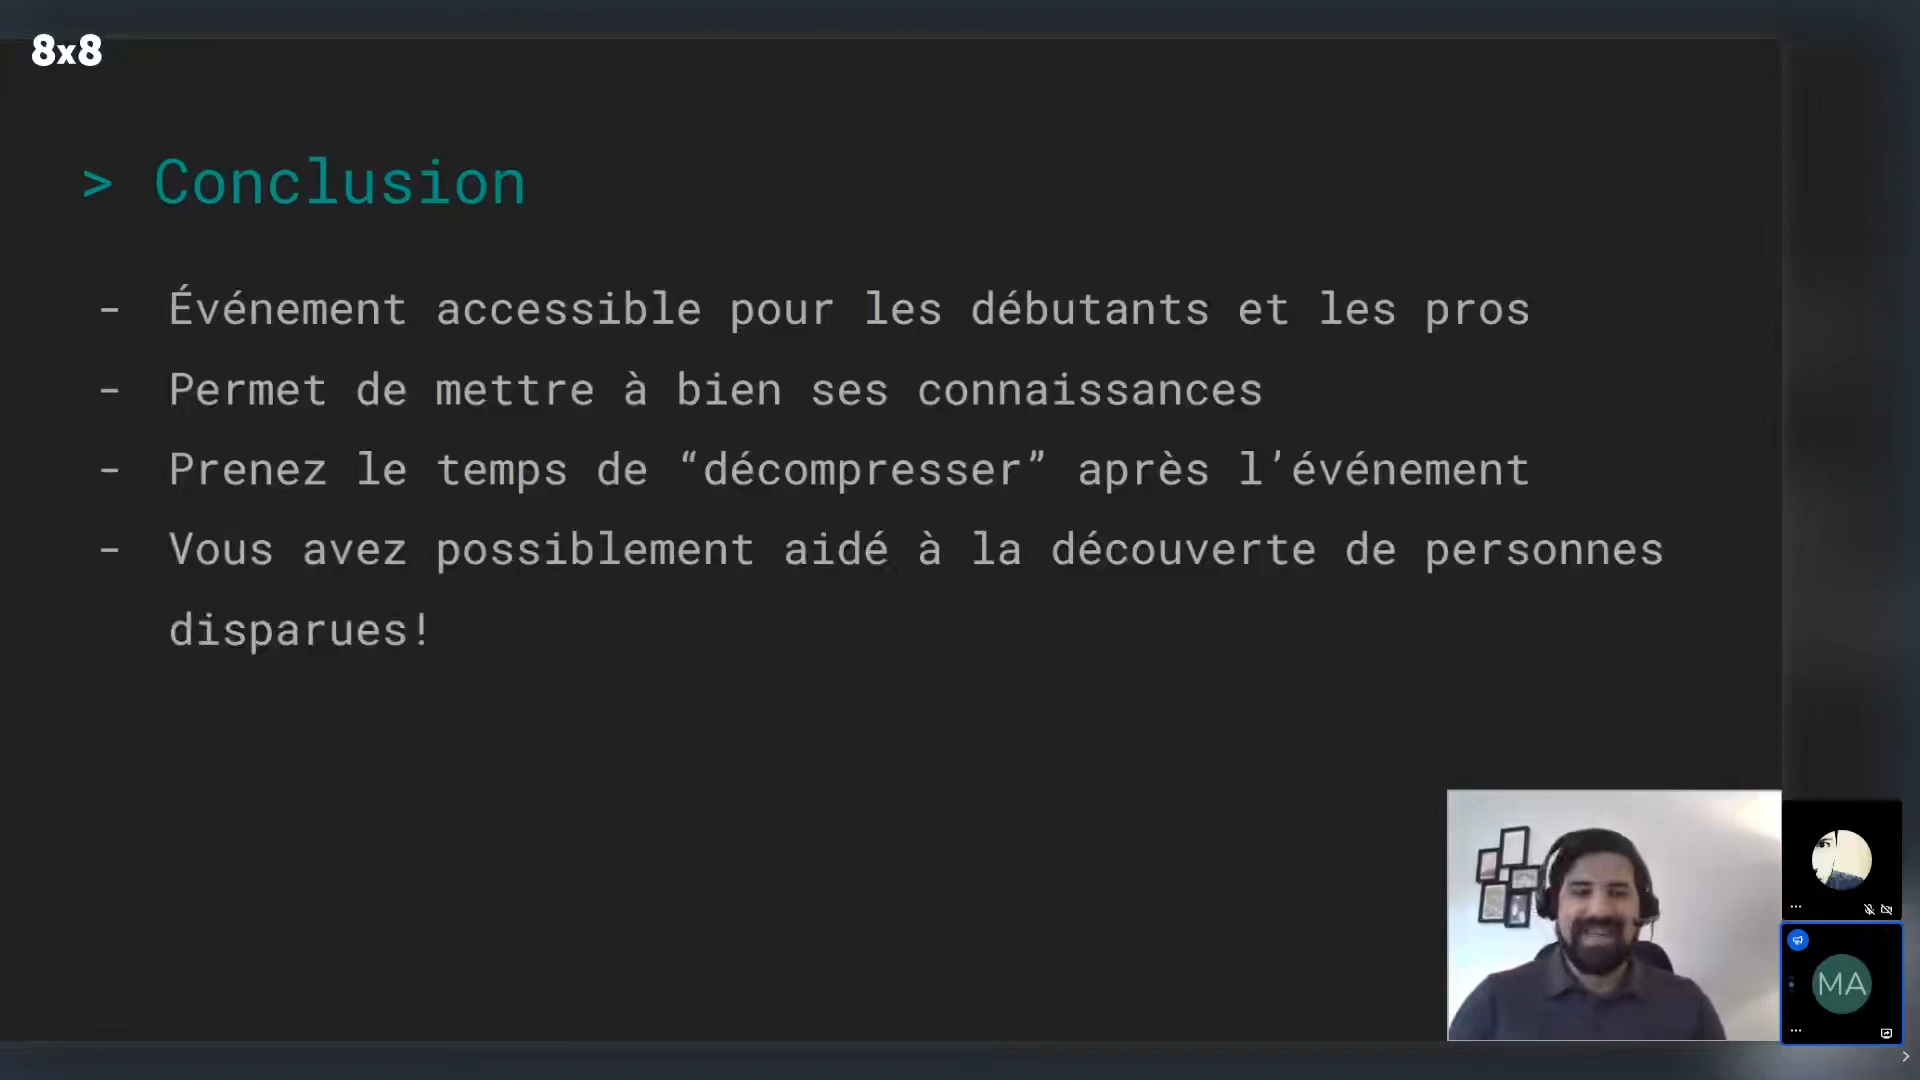 8x8
> Conclusion
- Événement accessible pour les débutants et les pros
- Permet de mettre à bien ses connaissances
- Prenez le temps de “décompresser” après l’événement
- Vous avez possiblement aidé à la découverte de personnes
disparues!
MA